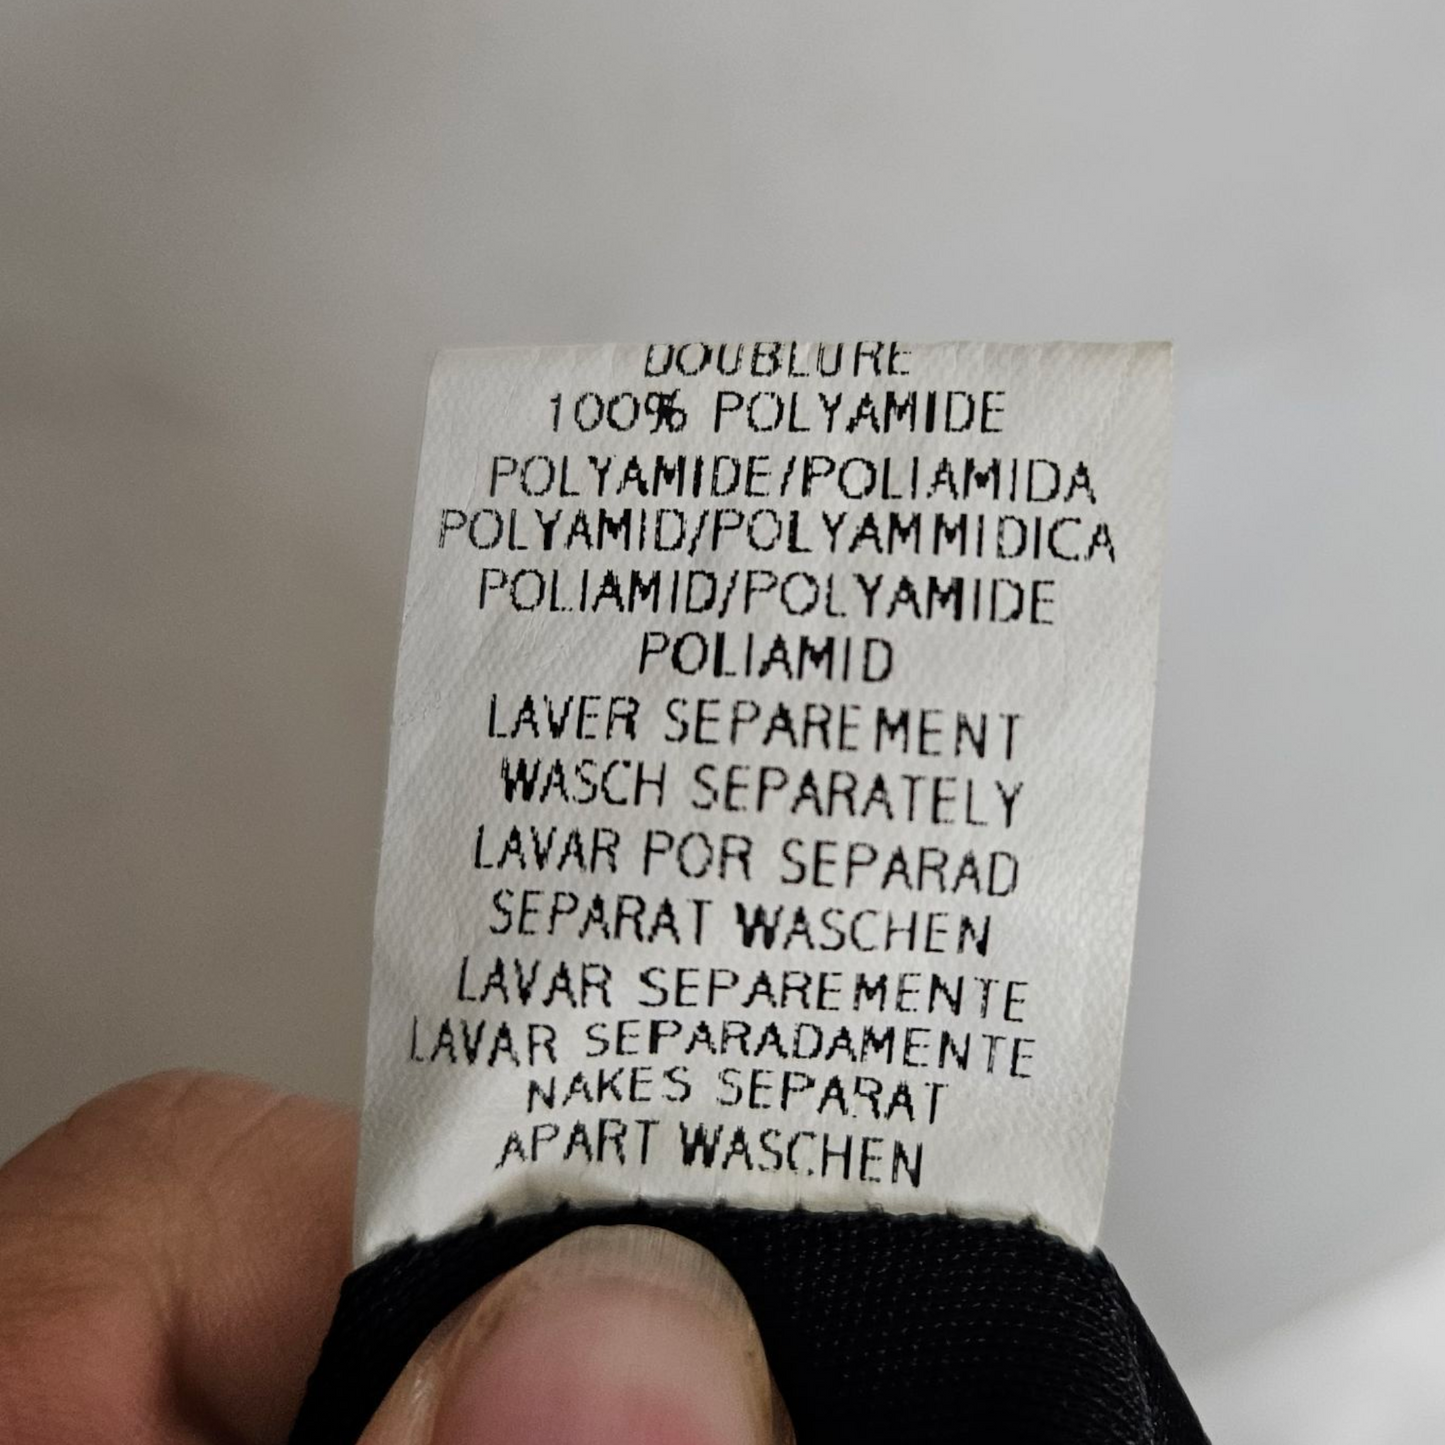 DOUBLURE
100% POLYAMIDE
POLYAMIDE/POLIAMIDA
POLYAMID/POLYAMMIDICA
POLIAMID/POLYAMIDE
POLIAMID
LAVER SEPAREMENT
WASCH SEPARATELY
LAVAR POR SEPARAD
SEPARAT WASCHEN
LAVAR SEPAREMENTE
LAVAR SEPARADAMENTE
NAKES SEPARAT
APART WASCHEN